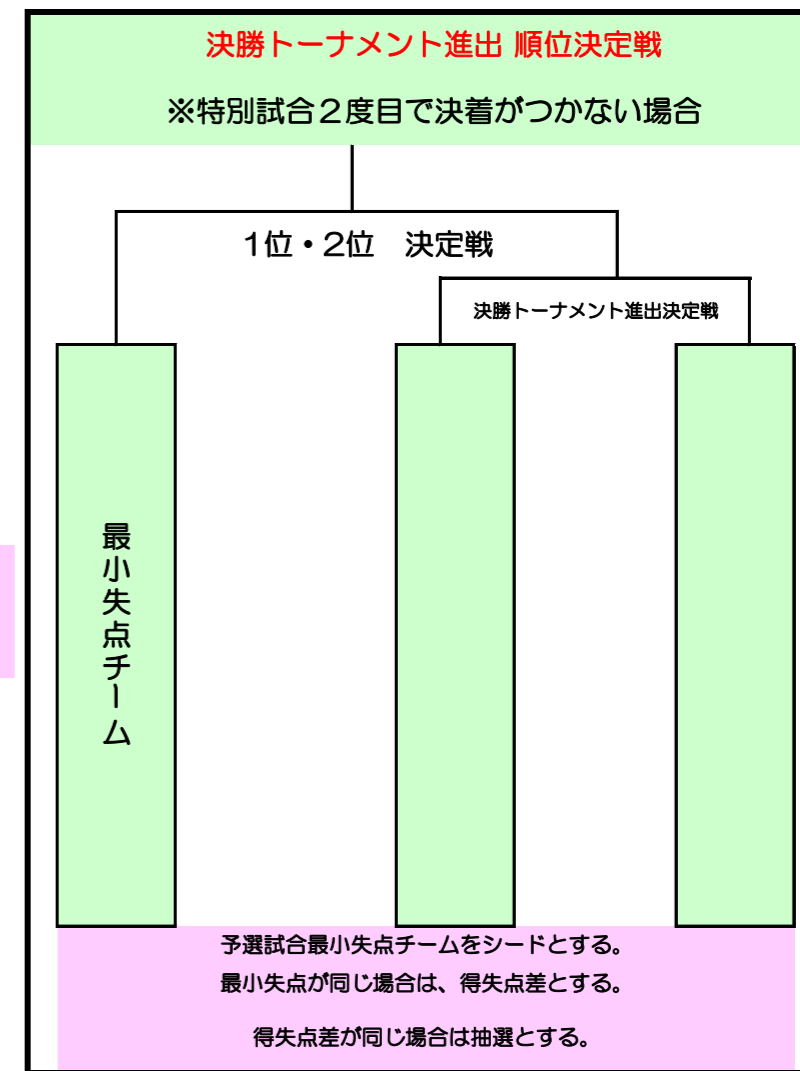 決勝トーナメント進出 順位決定戦
※特別試合２度目で決着がつかない場合
1位・2位　決定戦
決勝トーナメント進出決定戦
最小失点チーム
予選試合最小失点チームをシードとする。
最小失点が同じ場合は、得失点差とする。
得失点差が同じ場合は抽選とする。